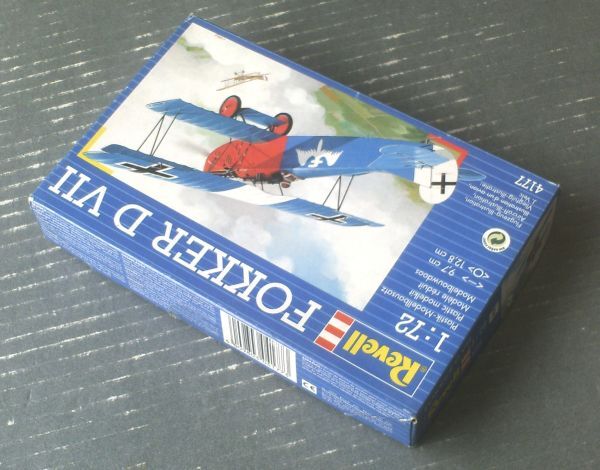 FOKKER D VII
Revell®
1:72
Plastik-Modellbausatz
Plastic modelkit
Modèle réduit
Modelbouwdoos
<—> 9,7 cm
<O> 12,8 cm
4177